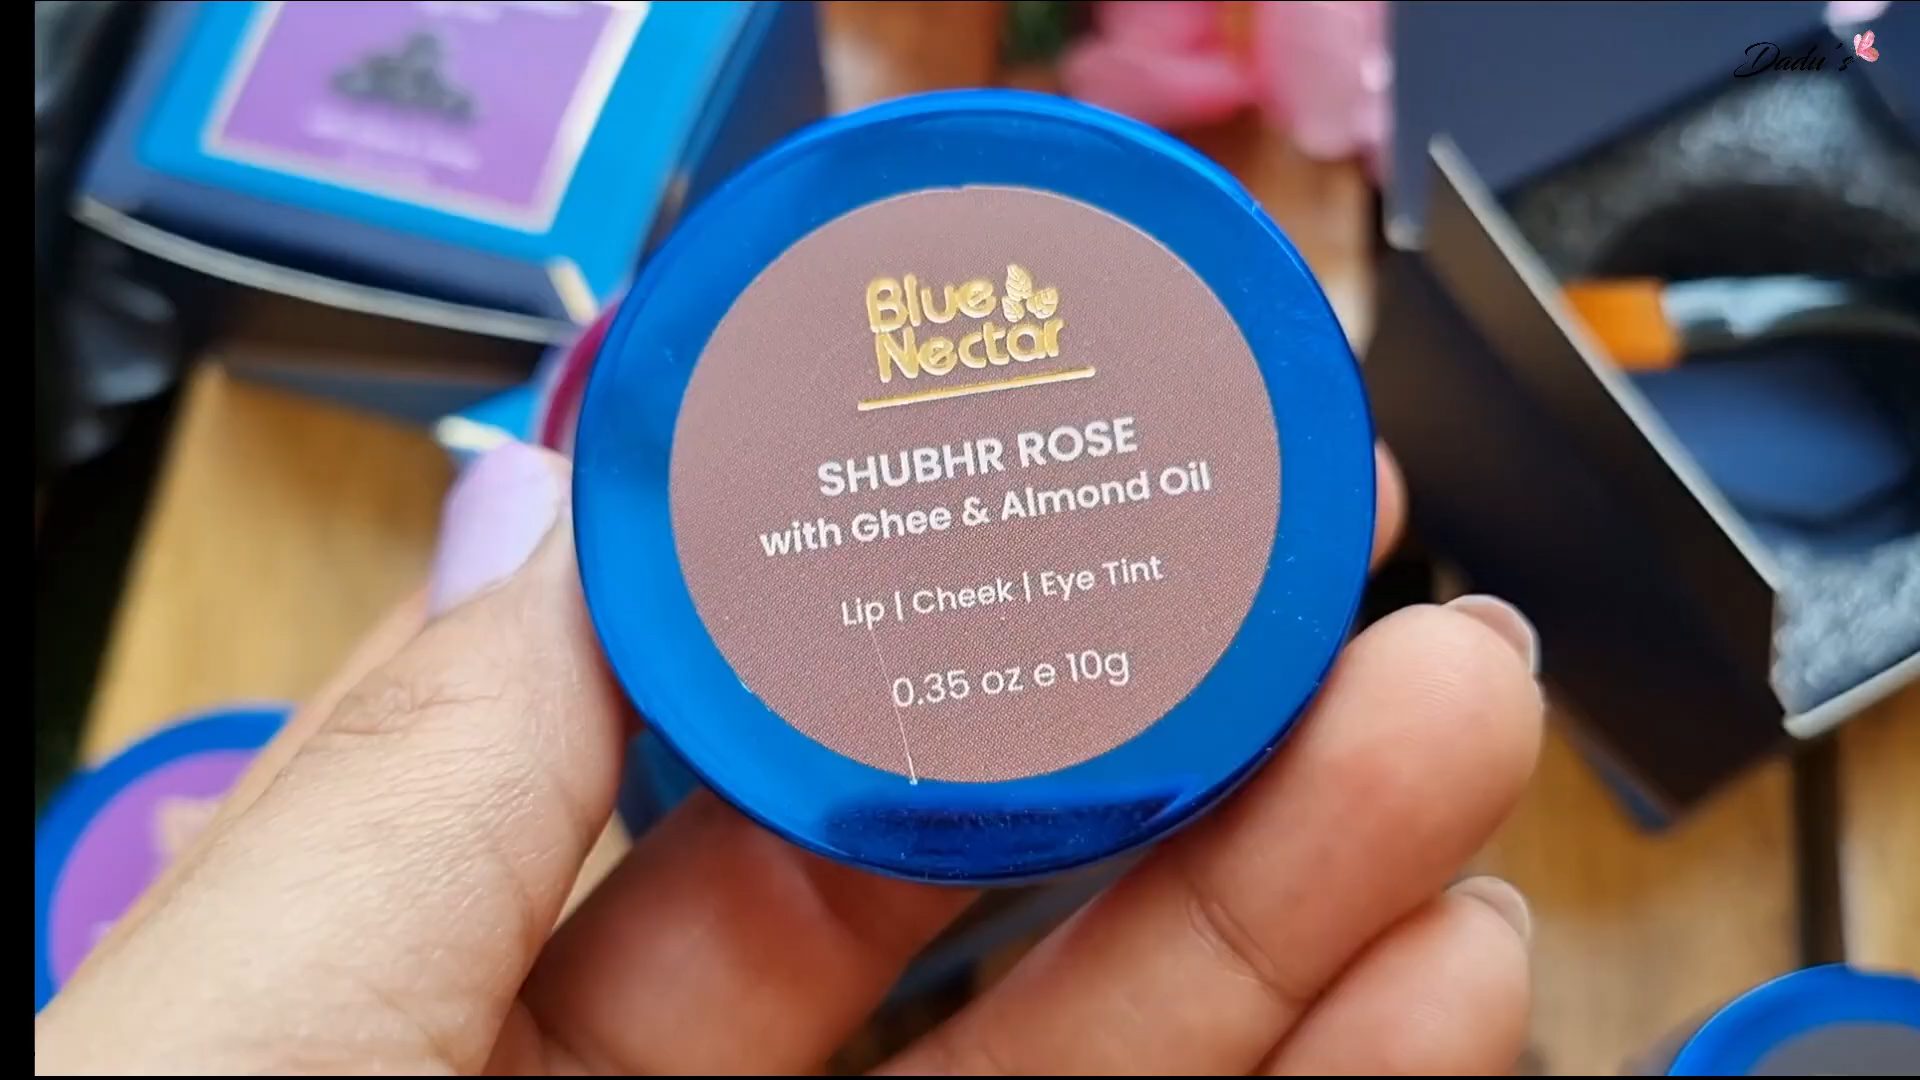 Dadu's
Blue
Nectar
SHUBHR ROSE
with Ghee & Almond Oil
Lip | Cheek | Eye Tint
0.35 oz e 10g